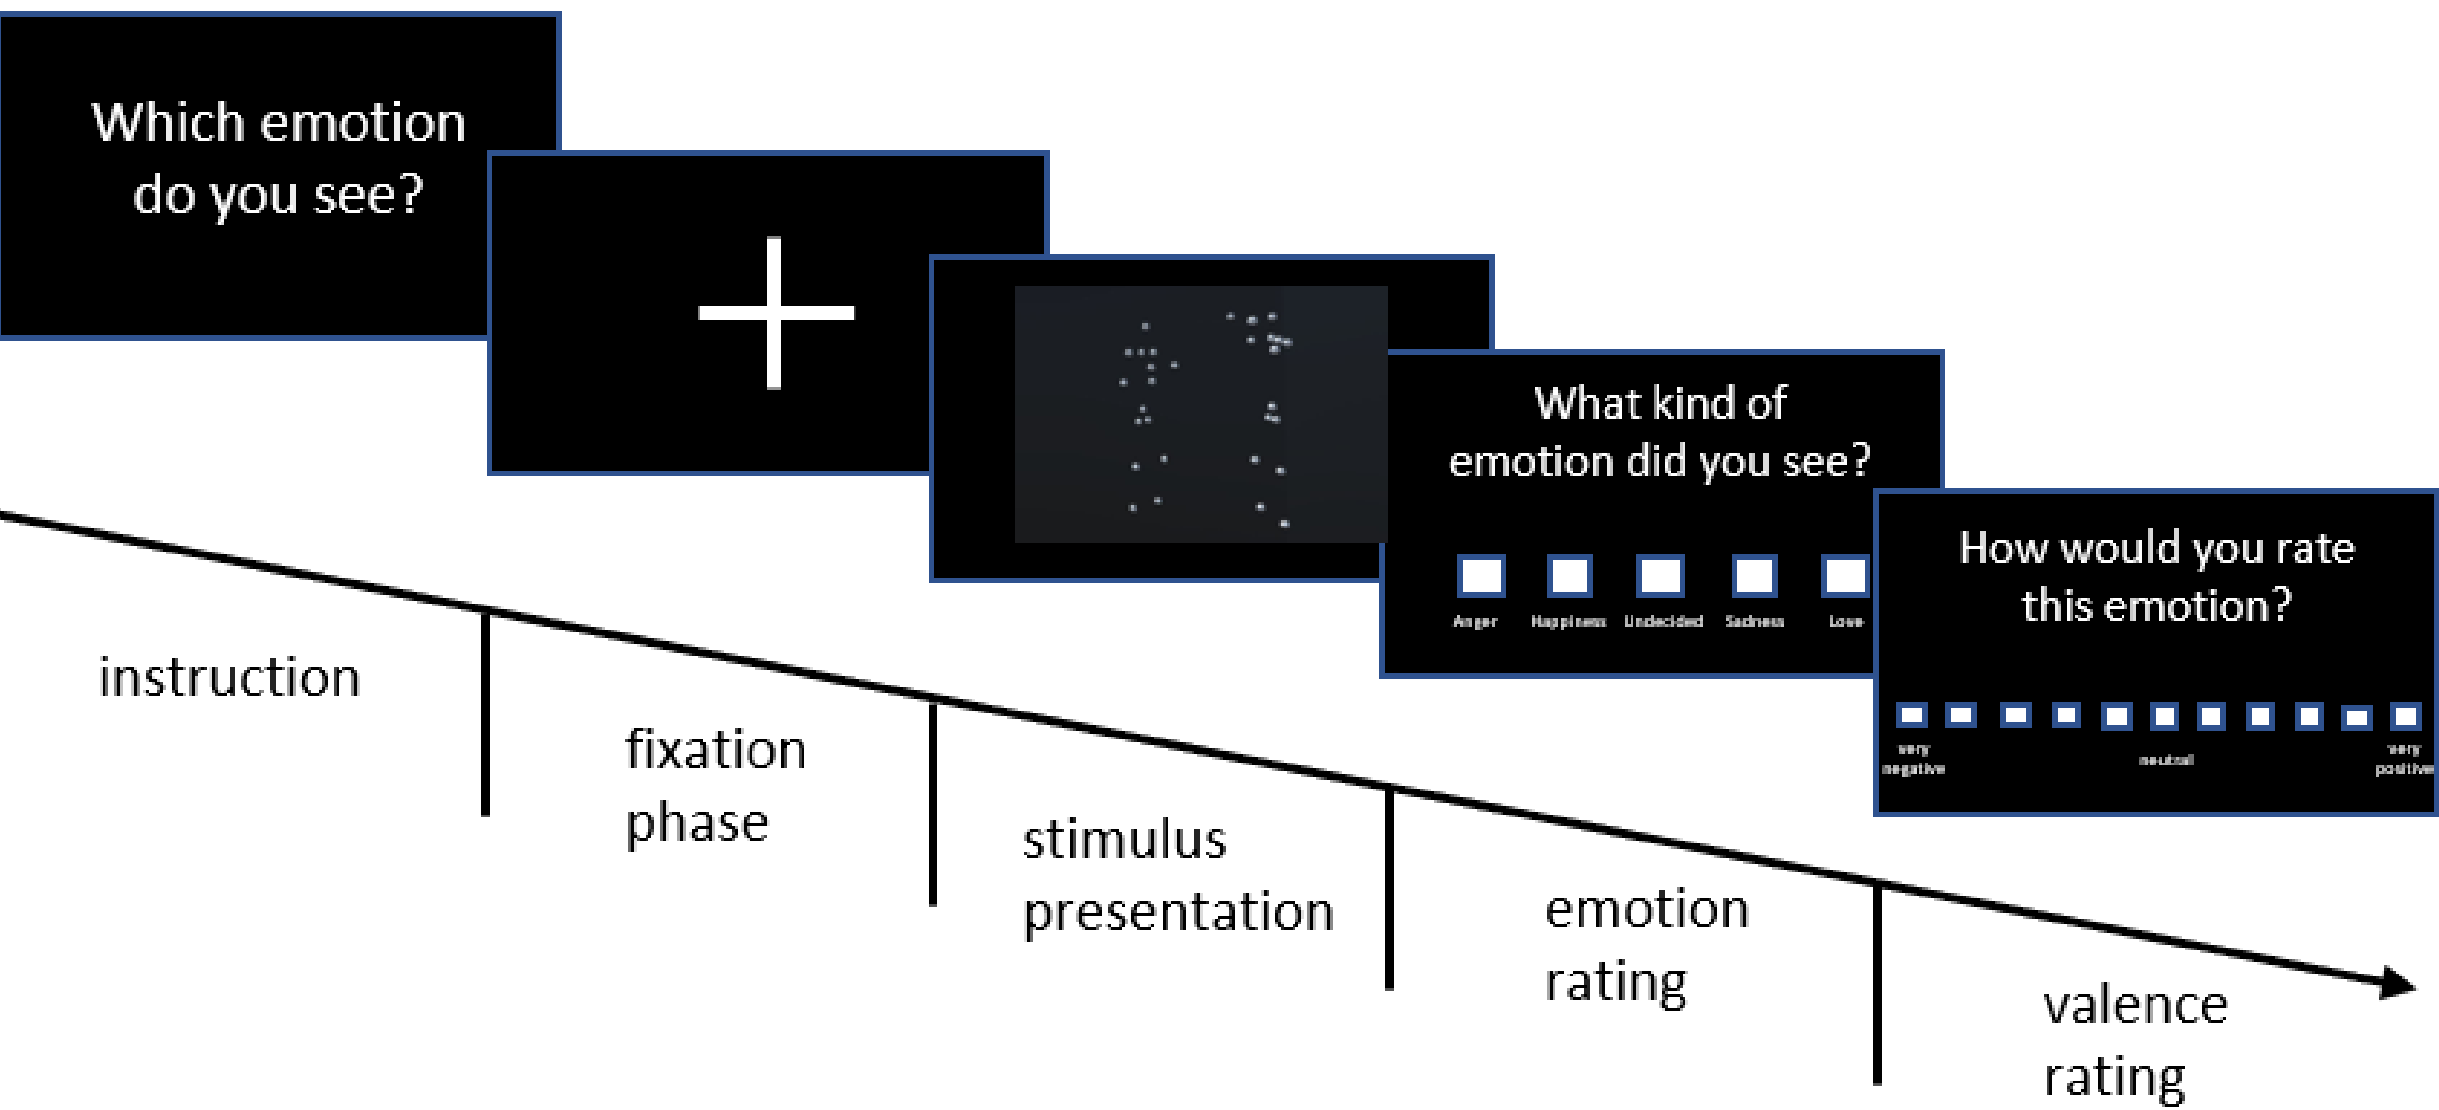 Which emotion
do you see?
What kind of
emotion did you see?
Anger Happiness Undecided Sadness Love
How would you rate
this emotion?
very
negative
neutral
very
positive
instruction
fixation
phase
stimulus
presentation
emotion
rating
valence
rating